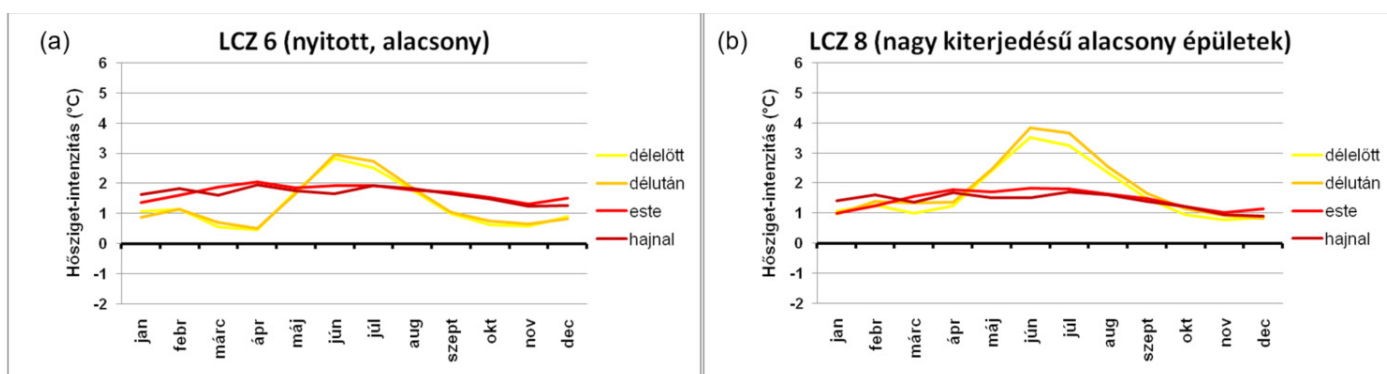 (a)
LCZ 6 (nyitott, alacsony)
Hősziget-intenzitás (°C)
6
5
4
3
2
1
0
-1
-2
jan
febr
márc
ápr
máj
jún
júl
aug
szept
okt
nov
dec
délelőtt
délután
este
hajnal
(b)
LCZ 8 (nagy kiterjedésű alacsony épületek)
Hősziget-intenzitás (°C)
6
5
4
3
2
1
0
-1
-2
jan
febr
márc
ápr
máj
jún
júl
aug
szept
okt
nov
dec
délelőtt
délután
este
hajnal